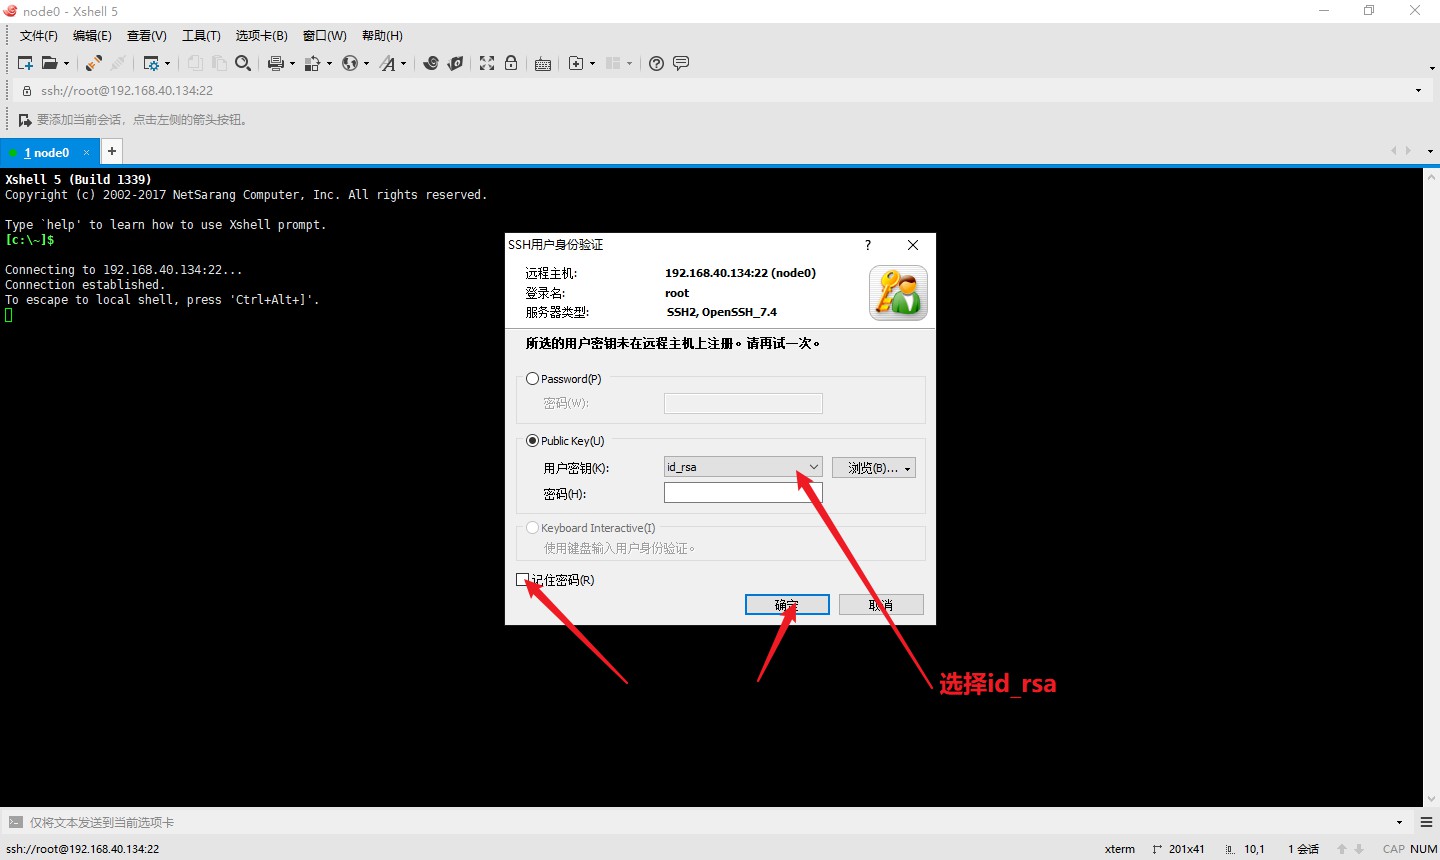 node0 - Xshell 5
文件(F) 编辑(E) 查看(V) 工具(T) 选项卡(B) 窗口(W) 帮助(H)
ssh://root@192.168.40.134:22
要添加当前会话，点击左侧的箭头按钮。
1 node0 × +
Xshell 5 (Build 1339)
Copyright (c) 2002-2017 NetSarang Computer, Inc. All rights reserved.
Type `help' to learn how to use Xshell prompt.
[c:\~]$
Connecting to 192.168.40.134:22...
Connection established.
To escape to local shell, press 'Ctrl+Alt+]'.
SSH用户身份验证 ?
远程主机: 192.168.40.134:22 (node0)
登录名: root
服务器类型: SSH2, OpenSSH_7.4
所选的用户密钥未在远程主机上注册。请再试一次。
Password(P)
密码(W):
Public Key(U)
用户密钥(K): id_rsa 浏览(B)...
密码(H):
Keyboard Interactive(I)
使用键盘输入用户身份验证。
记住密码(R)
确定 取消
选择id_rsa
仅将文本发送到当前选项卡
ssh://root@192.168.40.134:22 xterm 201x41 10,1 1 会话 CAP NUM